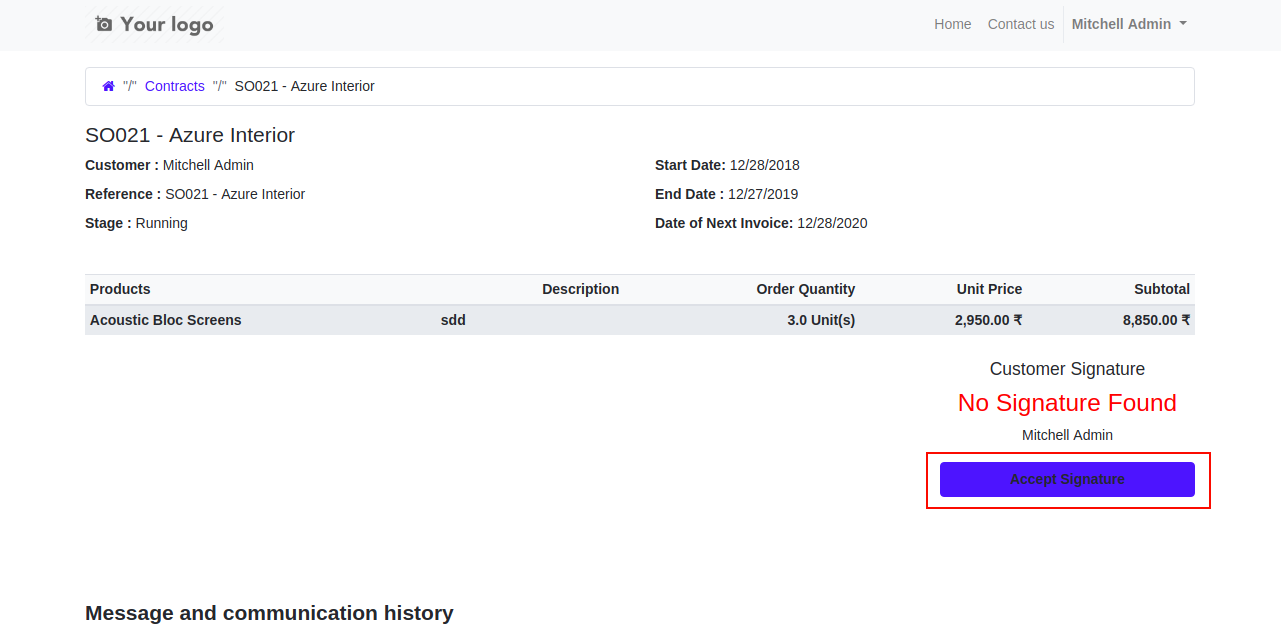 Your logo
Home Contact us Mitchell Admin
"/" Contracts "/" SO021 - Azure Interior
SO021 - Azure Interior
Customer : Mitchell Admin Start Date: 12/28/2018
Reference : SO021 - Azure Interior End Date : 12/27/2019
Stage : Running Date of Next Invoice: 12/28/2020
Products Description Order Quantity Unit Price Subtotal
Acoustic Bloc Screens sdd 3.0 Unit(s) 2,950.00 ₹ 8,850.00 ₹
Customer Signature
No Signature Found
Mitchell Admin
Accept Signature
Message and communication history